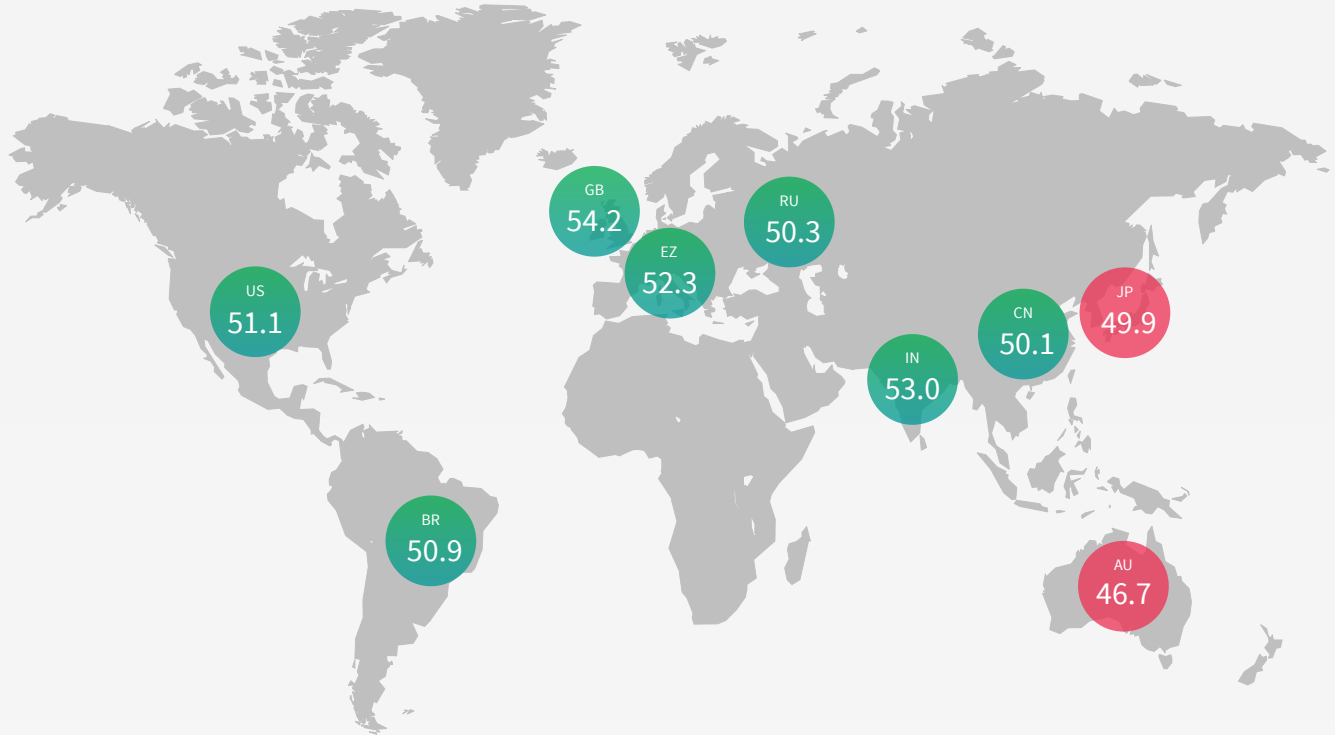 GB
54.2
RU
50.3
EZ
52.3
US
51.1
JP
49.9
CN
50.1
IN
53.0
BR
50.9
AU
46.7